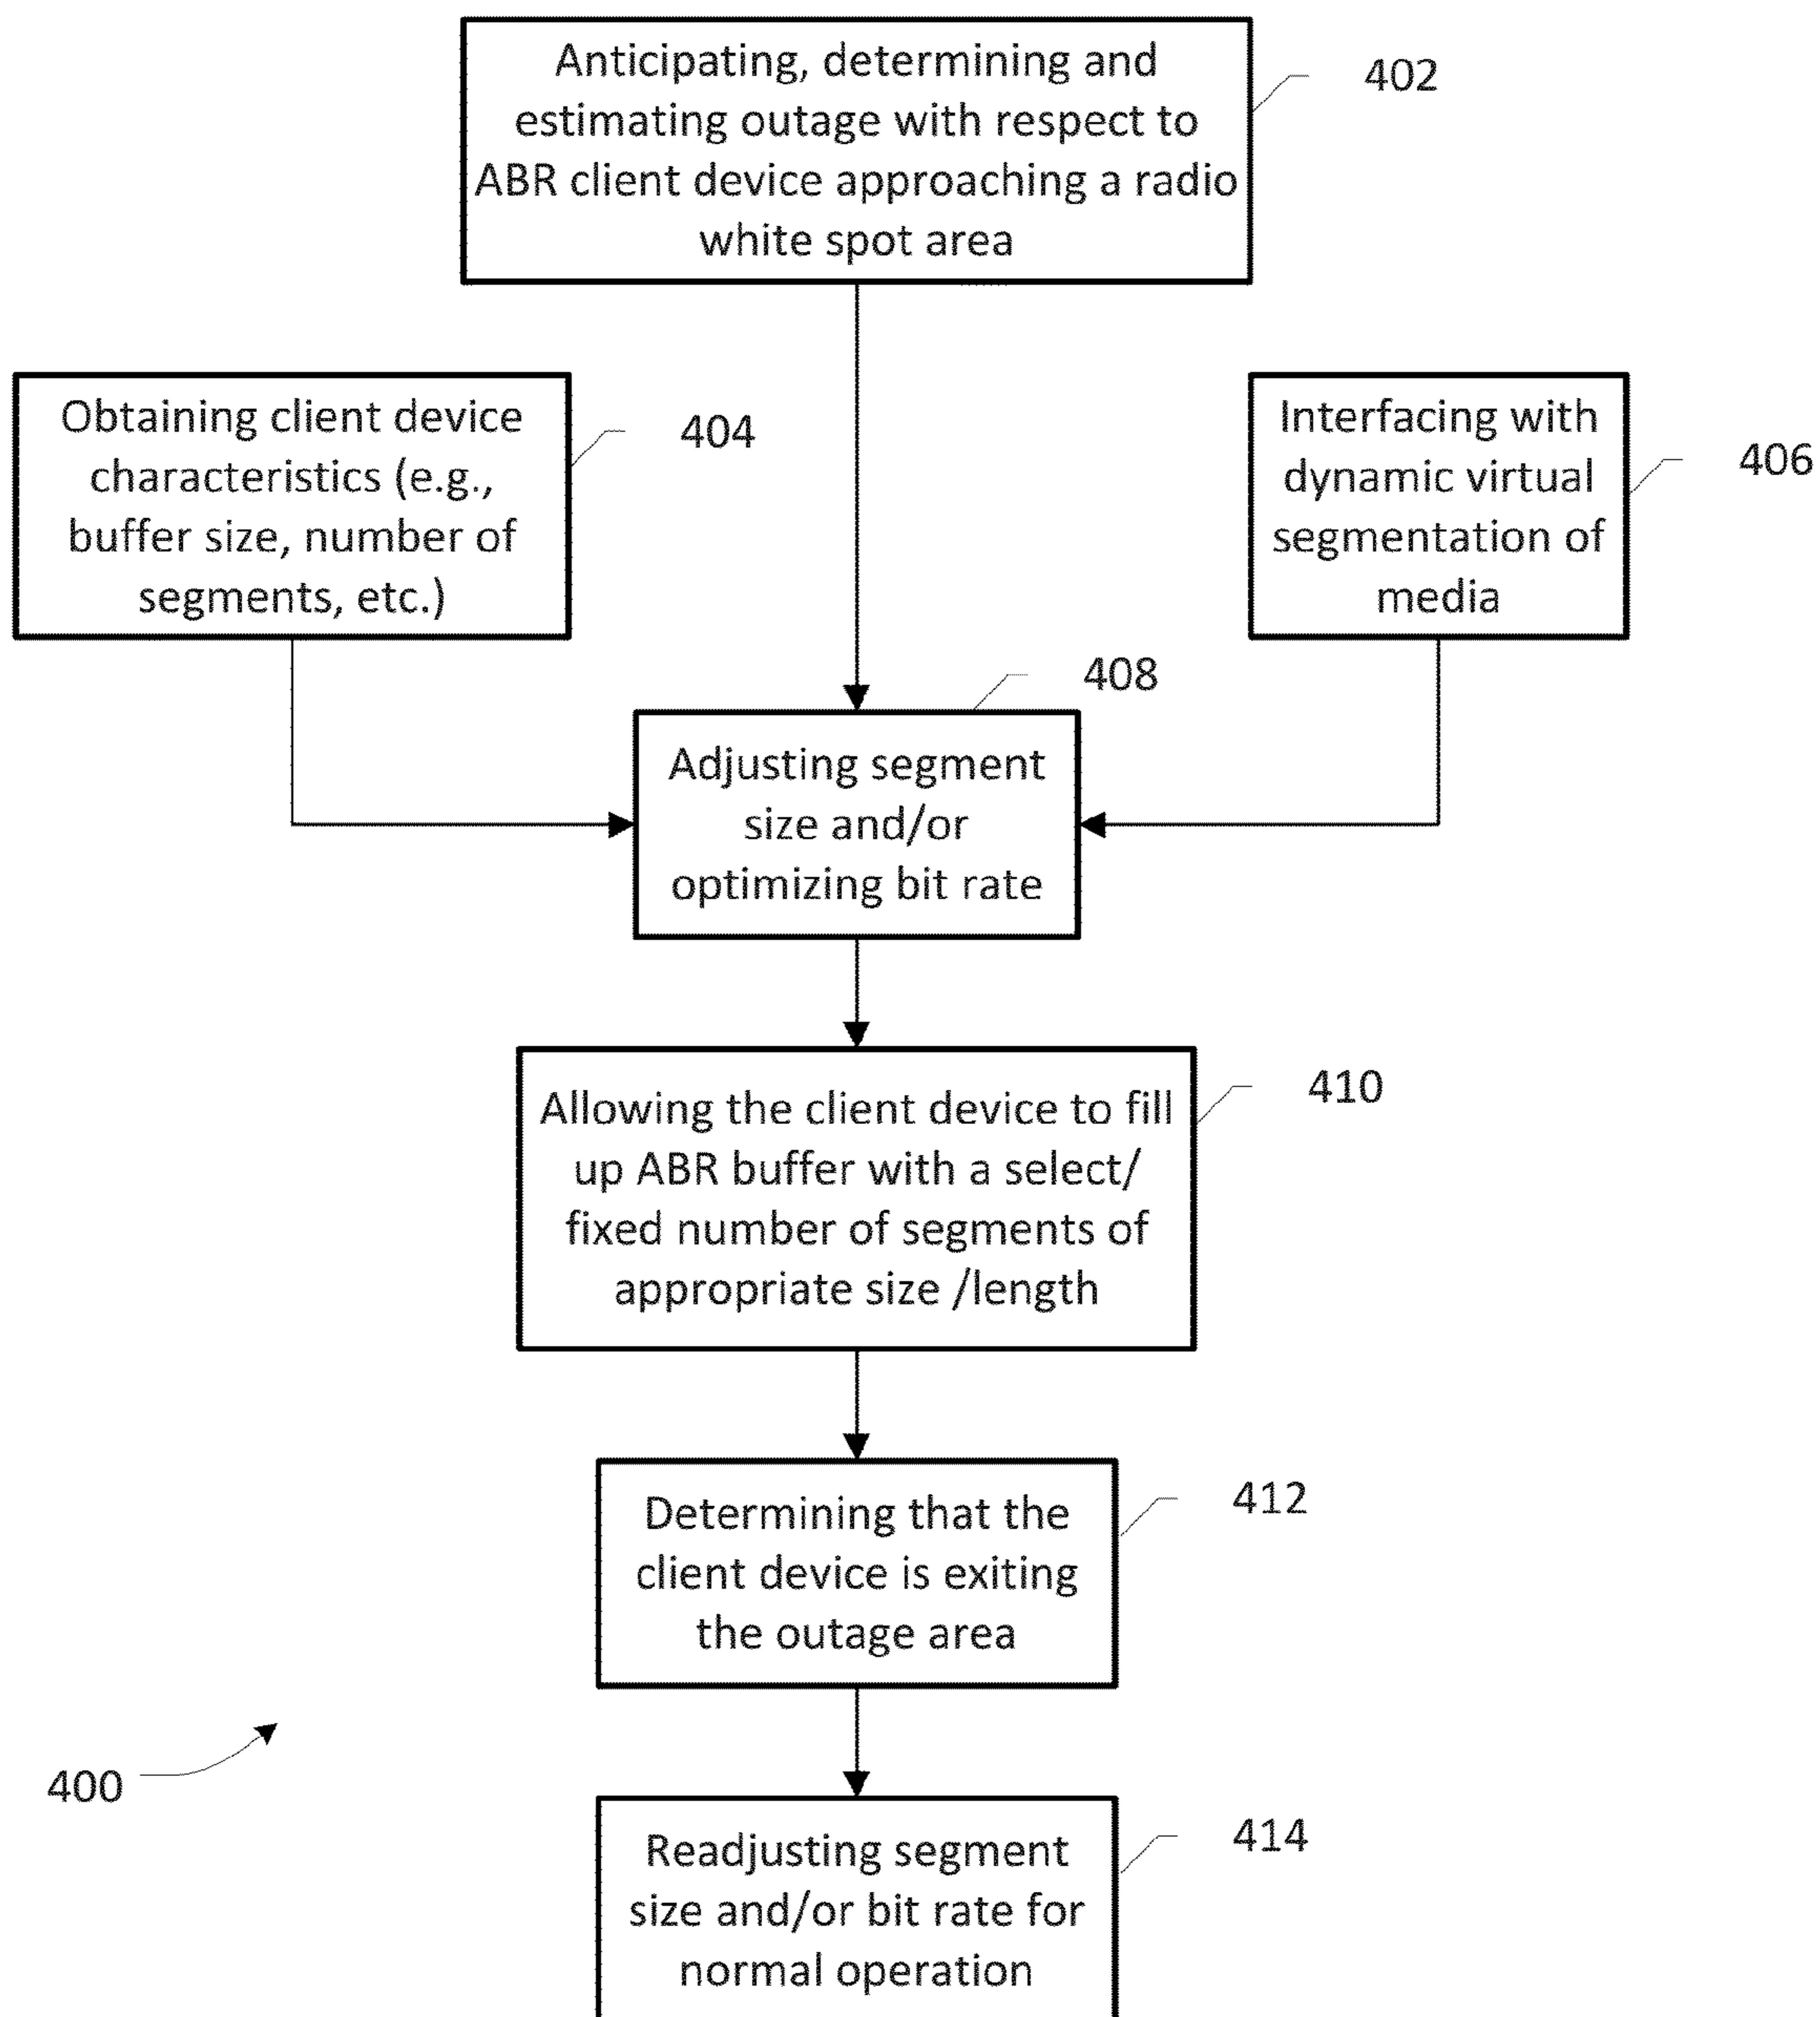 Anticipating, determining and
estimating outage with respect to
ABR client device approaching a radio
white spot area
402
Obtaining client device
characteristics (e.g.,
buffer size, number of
segments, etc.)
404
Interfacing with
dynamic virtual
segmentation of
media
406
408
Adjusting segment
size and/or
optimizing bit rate
Allowing the client device to fill
up ABR buffer with a select/
fixed number of segments of
appropriate size /length
410
Determining that the
client device is exiting
the outage area
412
400
Readjusting segment
size and/or bit rate for
normal operation
414